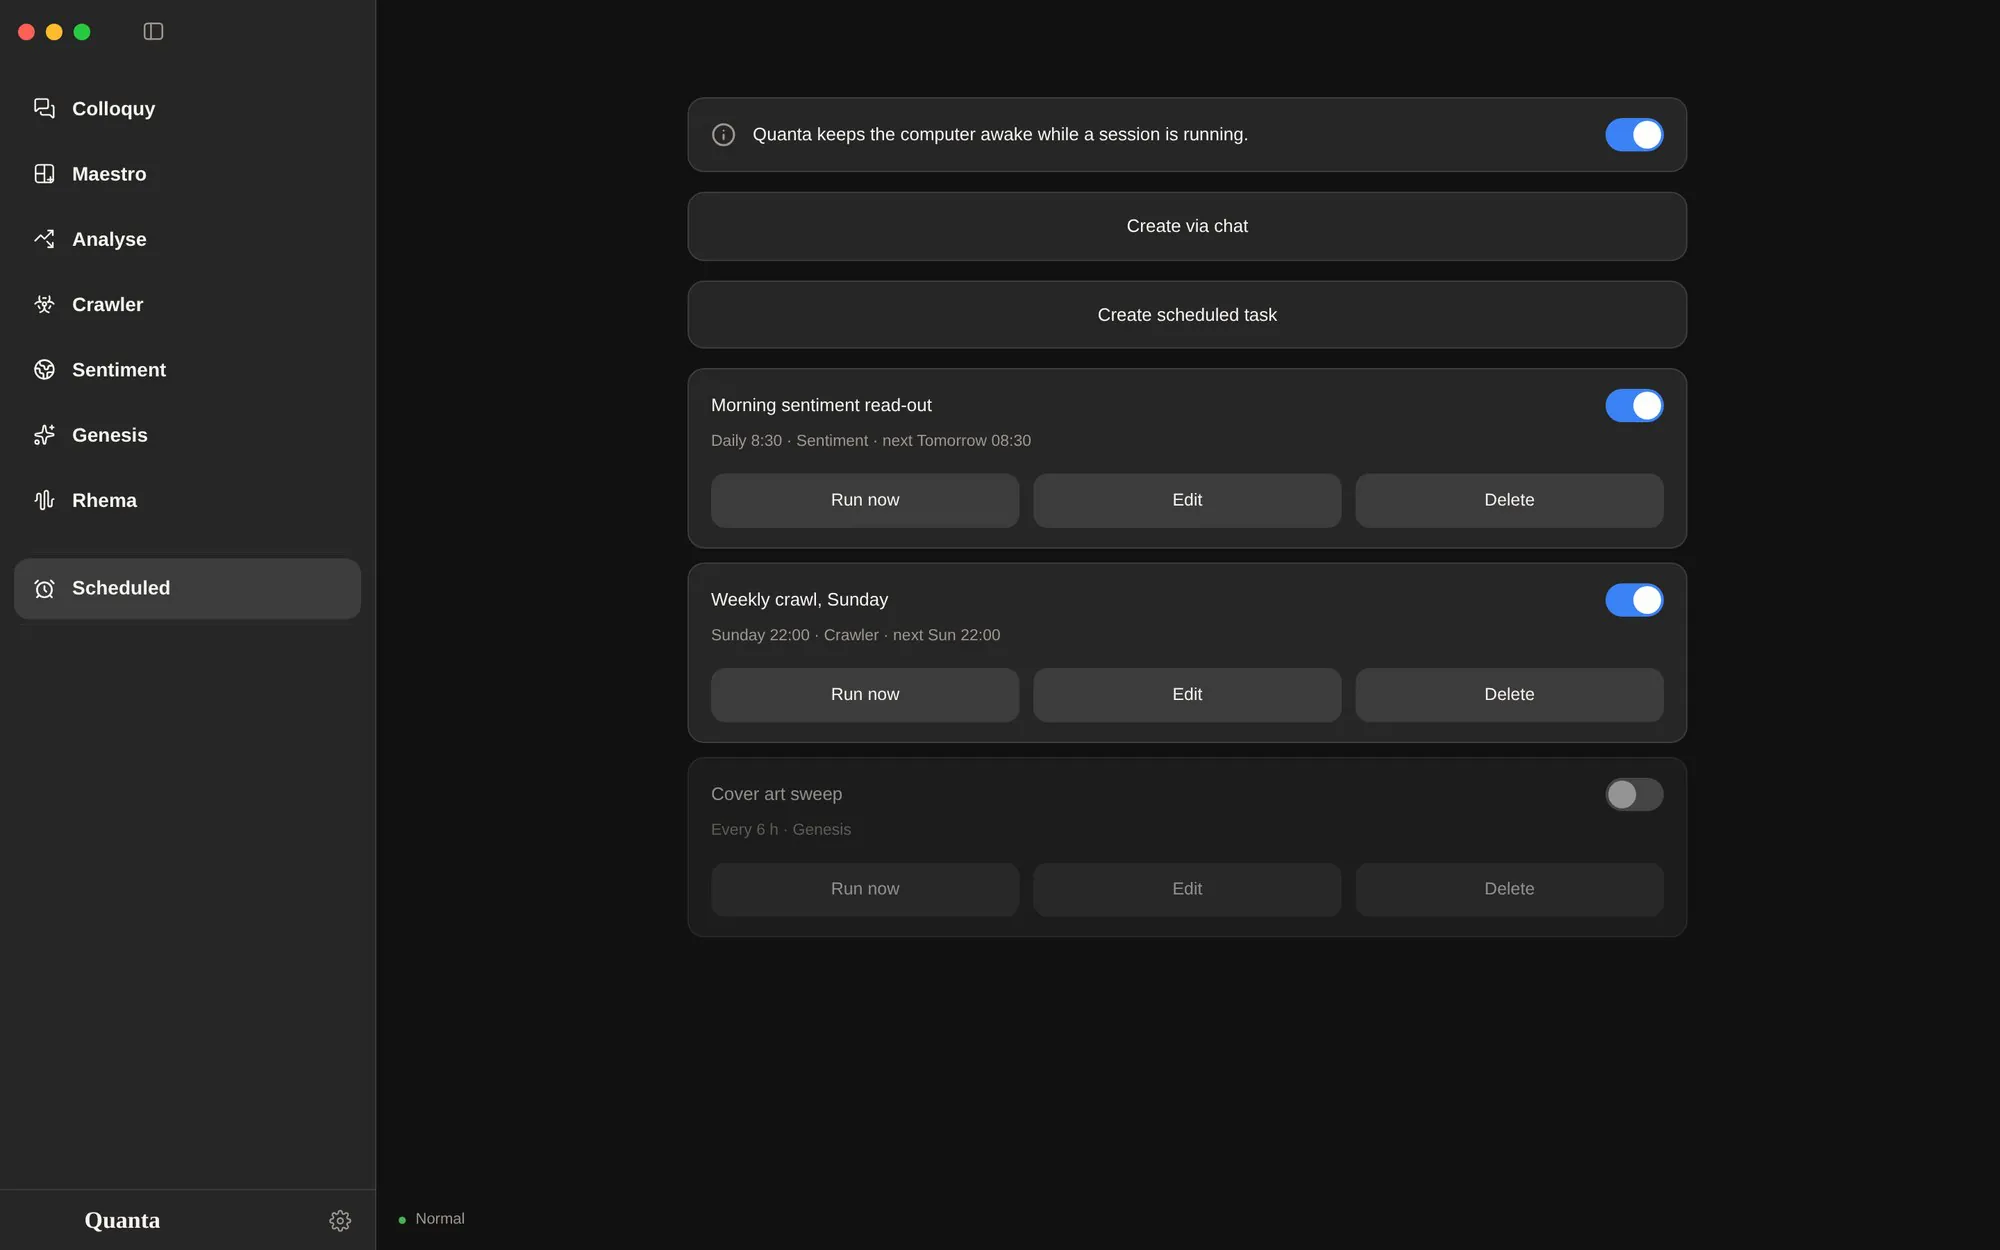 Colloquy
Maestro
Analyse
Crawler
Sentiment
Genesis
Rhema
Scheduled
Quanta
Quanta keeps the computer awake while a session is running.
Create via chat
Create scheduled task
Morning sentiment read-out
Daily 8:30 · Sentiment · next Tomorrow 08:30
Run now Edit Delete
Weekly crawl, Sunday
Sunday 22:00 · Crawler · next Sun 22:00
Run now Edit Delete
Cover art sweep
Every 6 h · Genesis
Run now Edit Delete
Normal